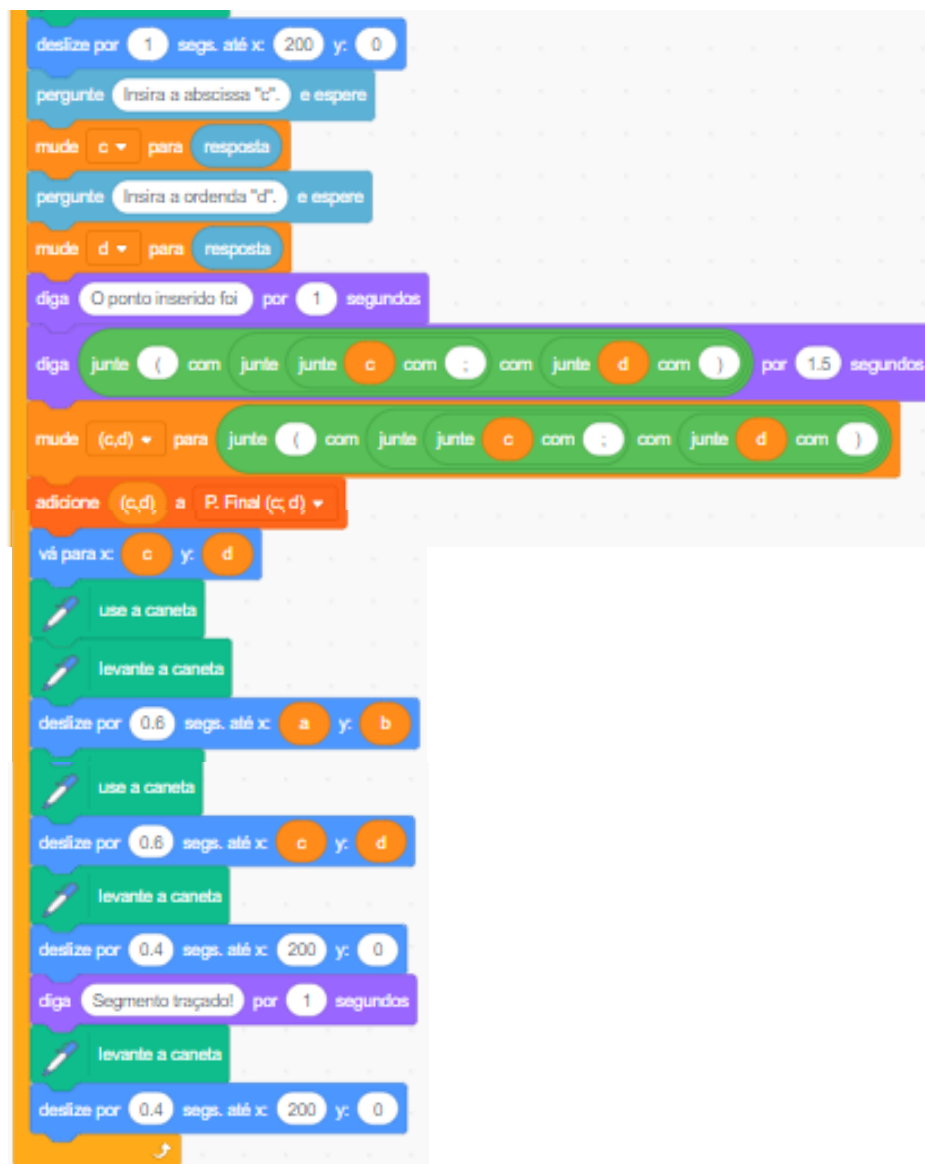 deslize por 1 segs. até x: 200 y: 0
pergunte Insira a abscissa "c". e espere
mude c para resposta
pergunte Insira a ordenda "d". e espere
mude d para resposta
diga O ponto inserido foi por 1 segundos
diga junte ( com junte junte c com ; com junte d com ) por 1.5 segundos
mude (c,d) para junte ( com junte junte c com ; com junte d com )
adicione (c,d) a P. Final (c; d)
vá para x: c y: d
use a caneta
levante a caneta
deslize por 0.6 segs. até x: a y: b
use a caneta
deslize por 0.6 segs. até x: c y: d
levante a caneta
deslize por 0.4 segs. até x: 200 y: 0
diga Segmento traçado! por 1 segundos
levante a caneta
deslize por 0.4 segs. até x: 200 y: 0